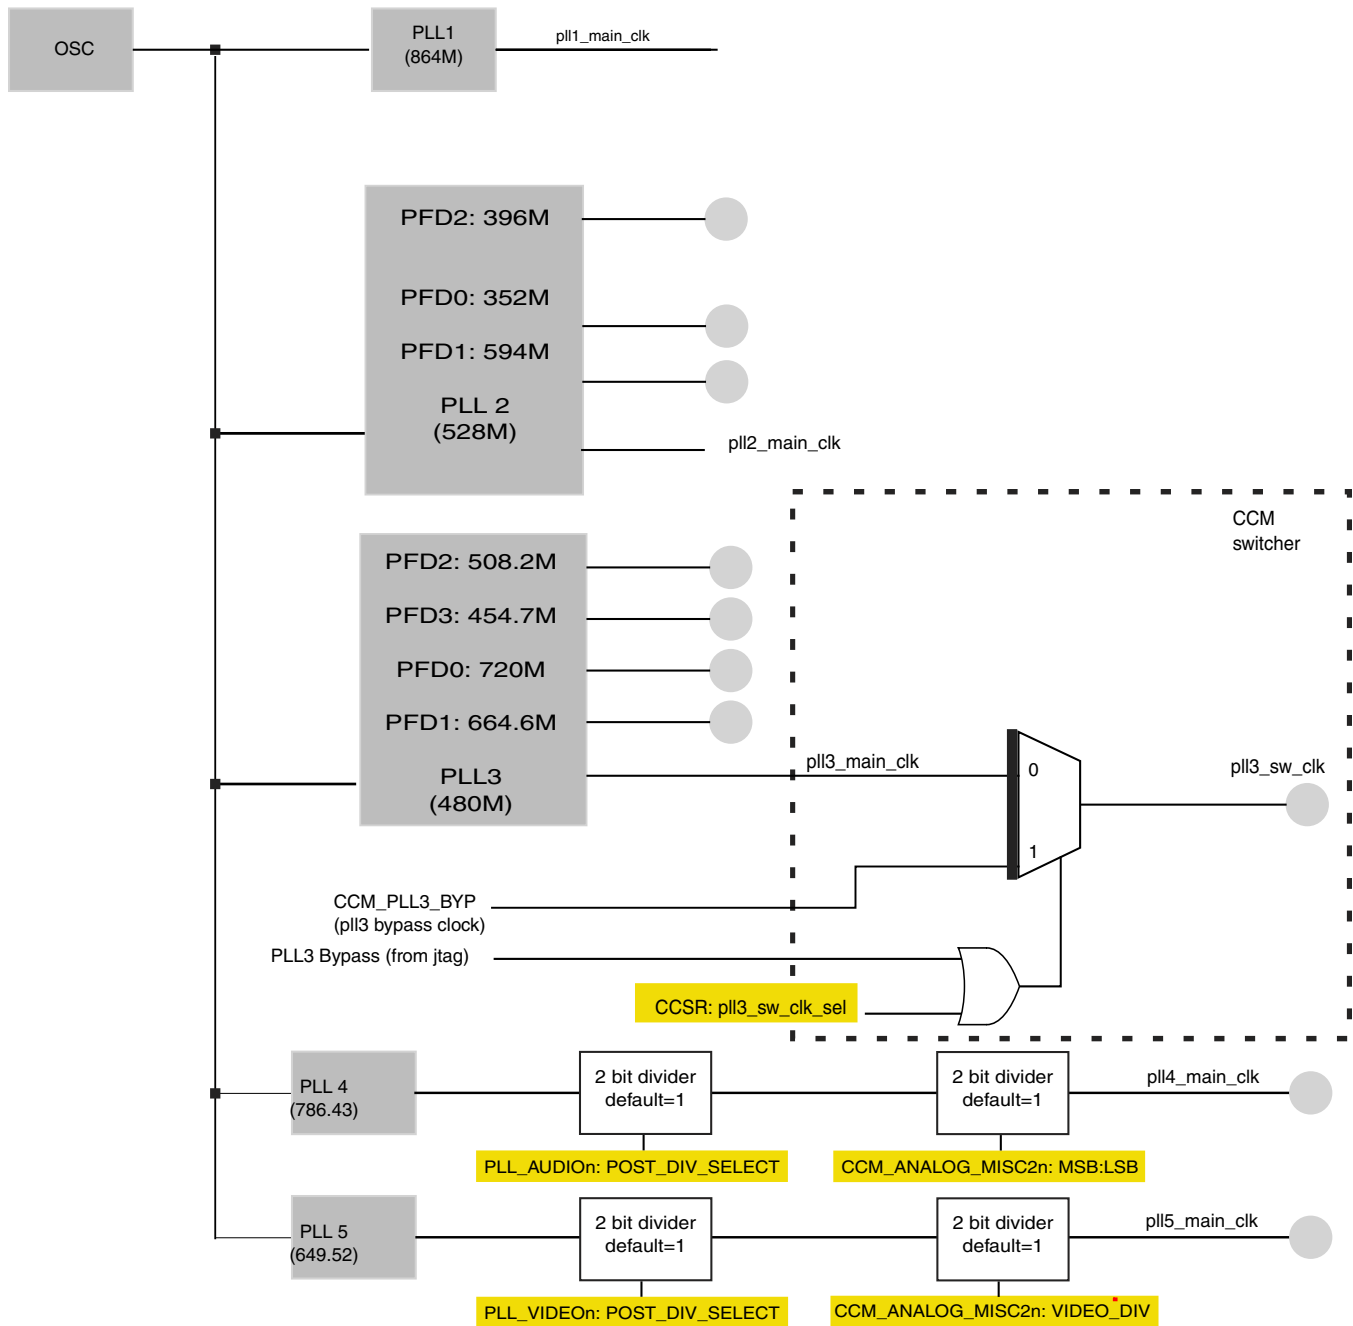 OSC
PLL1
(864M)
pll1_main_clk
PFD2: 396M
PFD0: 352M
PFD1: 594M
PLL 2
(528M)
pll2_main_clk
CCM
switcher
PFD2: 508.2M
PFD3: 454.7M
PFD0: 720M
PFD1: 664.6M
PLL3
(480M)
pll3_main_clk
0
pll3_sw_clk
1
CCM_PLL3_BYP
(pll3 bypass clock)
PLL3 Bypass (from jtag)
CCSR: pll3_sw_clk_sel
PLL 4
(786.43)
2 bit divider
default=1
2 bit divider
default=1
pll4_main_clk
PLL_AUDIOn: POST_DIV_SELECT
CCM_ANALOG_MISC2n: MSB:LSB
PLL 5
(649.52)
2 bit divider
default=1
2 bit divider
default=1
pll5_main_clk
PLL_VIDEOn: POST_DIV_SELECT
CCM_ANALOG_MISC2n: VIDEO_DIV